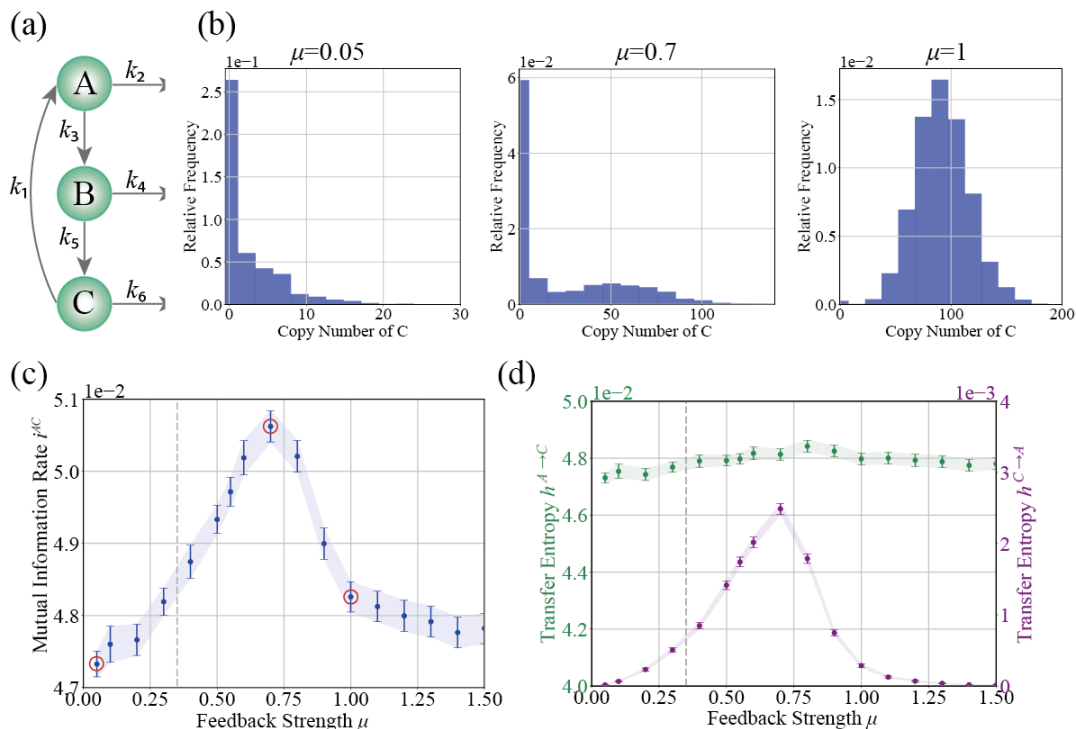 (a)
A
k₂
k₃
k₁
B
k₄
k₅
C
k₆
(b)
μ=0.05
1e−1
2.5
2.0
1.5
1.0
0.5
0.0
Relative Frequency
0
10
20
30
Copy Number of C
μ=0.7
1e−2
6
4
2
0
Relative Frequency
50
100
Copy Number of C
μ=1
1e−2
1.5
1.0
0.5
0.0
Relative Frequency
0
100
200
Copy Number of C
(c)
1e−2
5.1
5.0
4.9
4.8
4.7
Mutual Information Rate i^AC
0.00
0.25
0.50
0.75
1.00
1.25
1.50
Feedback Strength μ
(d)
1e−2
5.0
4.8
4.6
4.4
4.2
4.0
Transfer Entropy h^A→C
1e−3
4
3
2
1
0
Transfer Entropy h^C→A
0.00
0.25
0.50
0.75
1.00
1.25
1.50
Feedback Strength μ